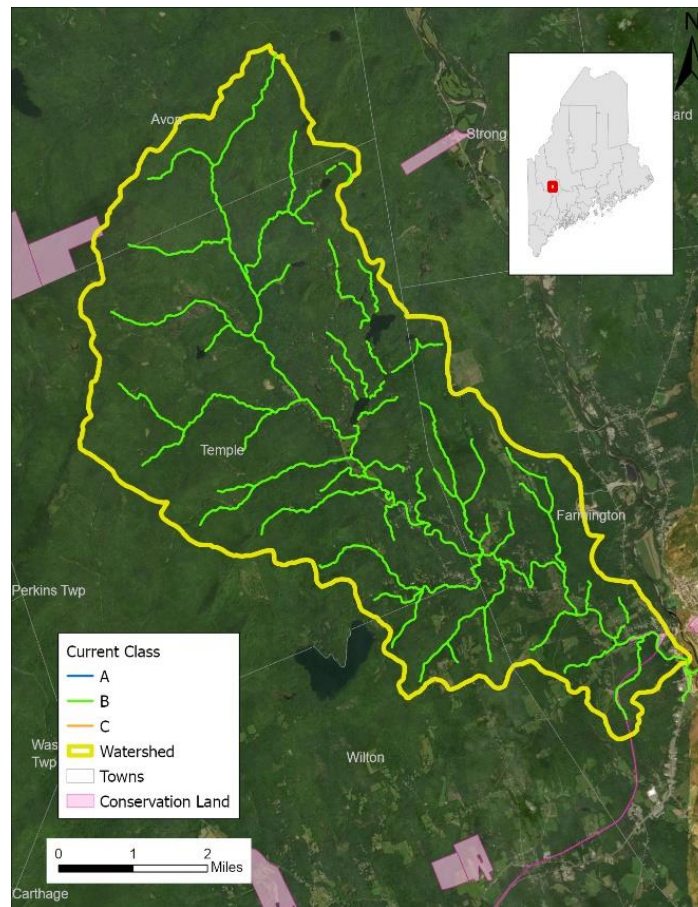 N
Avon
Strong
ard
Temple
Farmington
Perkins Twp
Current Class
A
B
C
Watershed
Towns
Conservation Land
Was
Twp
Wilton
0 1 2
Miles
Carthage